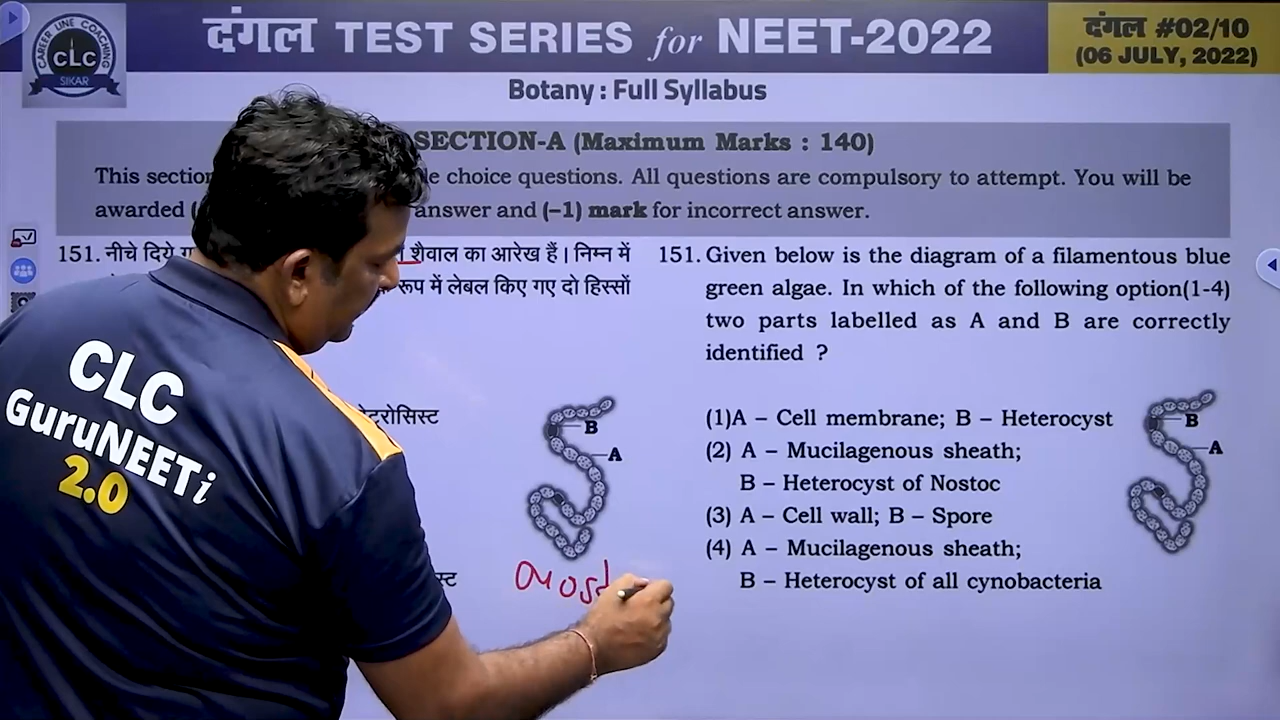 दंगल TEST SERIES for NEET-2022
दंगल #02/10
(06 JULY, 2022)
CAREER LINE COACHING
CLC
SIKAR
Botany : Full Syllabus
SECTION-A (Maximum Marks : 140)
This section choice questions. All questions are compulsory to attempt. You will be
awarded answer and (–1) mark for incorrect answer.
151. नीचे दिये शैवाल का आरेख हैं । निम्न में
रूप में लेबल किए गए दो हिस्सों
B
A
151. Given below is the diagram of a filamentous blue
green algae. In which of the following option(1-4)
two parts labelled as A and B are correctly
identified ?
(1)A – Cell membrane; B – Heterocyst
(2) A – Mucilagenous sheath;
B – Heterocyst of Nostoc
(3) A – Cell wall; B – Spore
(4) A – Mucilagenous sheath;
B – Heterocyst of all cynobacteria
B
A
CLC
GuruNEETi
2.0